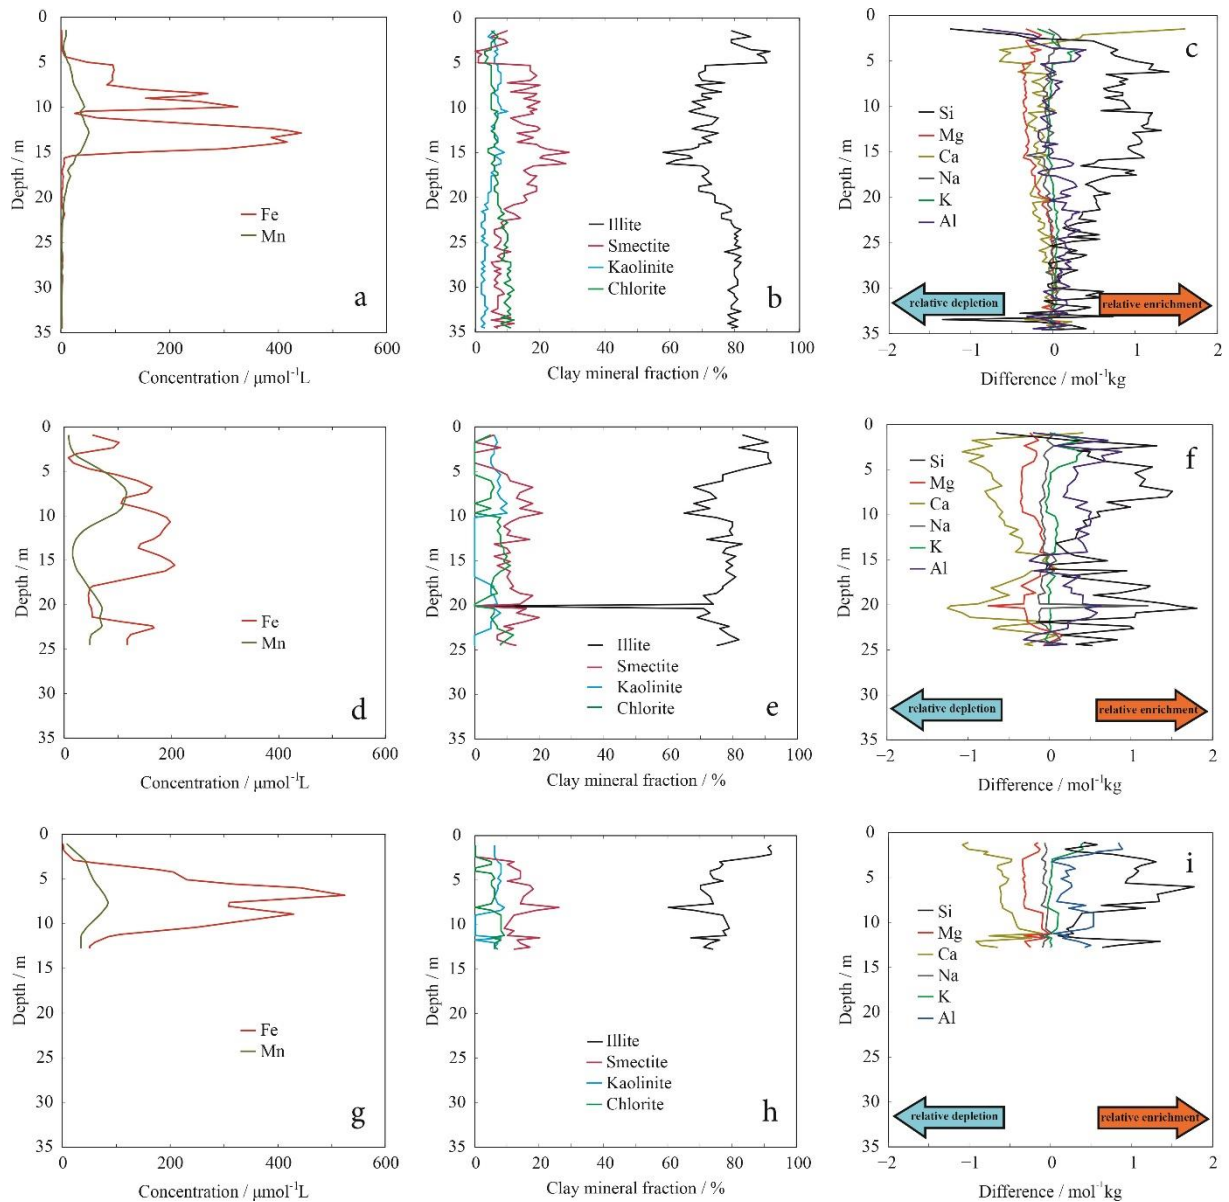 0
5
10
15
20
25
30
35
Depth / m
Fe
Mn
a
0 200 400 600
Concentration / μmol⁻¹L
0
5
10
15
20
25
30
35
Depth / m
Illite
Smectite
Kaolinite
Chlorite
b
0 20 40 60 80 100
Clay mineral fraction / %
0
5
10
15
20
25
30
35
Depth / m
c
Si
Mg
Ca
Na
K
Al
relative depletion
relative enrichment
−2 −1 0 1 2
Difference / mol⁻¹kg
0
5
10
15
20
25
30
35
Depth / m
Fe
Mn
d
0 200 400 600
Concentration / μmol⁻¹L
0
5
10
15
20
25
30
35
Depth / m
Illite
Smectite
Kaolinite
Chlorite
e
0 20 40 60 80 100
Clay mineral fraction / %
0
5
10
15
20
25
30
35
Depth / m
f
Si
Mg
Ca
Na
K
Al
relative depletion
relative enrichment
−2 −1 0 1 2
Difference / mol⁻¹kg
0
5
10
15
20
25
30
35
Depth / m
Fe
Mn
g
0 200 400 600
Concentration / μmol⁻¹L
0
5
10
15
20
25
30
35
Depth / m
Illite
Smectite
Kaolinite
Chlorite
h
0 20 40 60 80 100
Clay mineral fraction / %
0
5
10
15
20
25
30
35
Depth / m
i
Si
Mg
Ca
Na
K
Al
relative depletion
relative enrichment
−2 −1 0 1 2
Difference / mol⁻¹kg